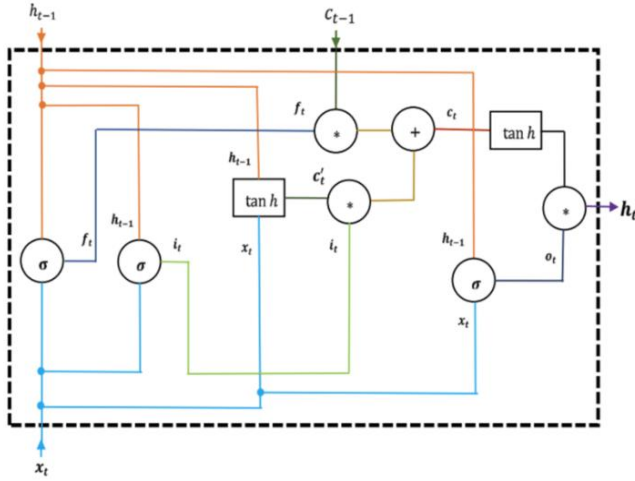 h_{t-1}
C_{t-1}
f_t
*
+
c_t
tan h
h_{t-1}
tan h
c'_t
*
*
h_t
f_t
h_{t-1}
i_t
x_t
i_t
h_{t-1}
o_t
σ
σ
σ
x_t
x_t